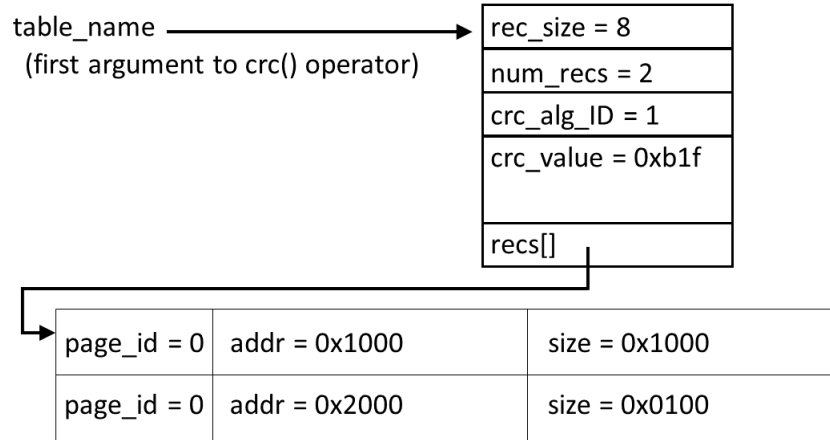 table_name
(first argument to crc() operator)
rec_size = 8
num_recs = 2
crc_alg_ID = 1
crc_value = 0xb1f
recs[]
page_id = 0 addr = 0x1000 size = 0x1000
page_id = 0 addr = 0x2000 size = 0x0100